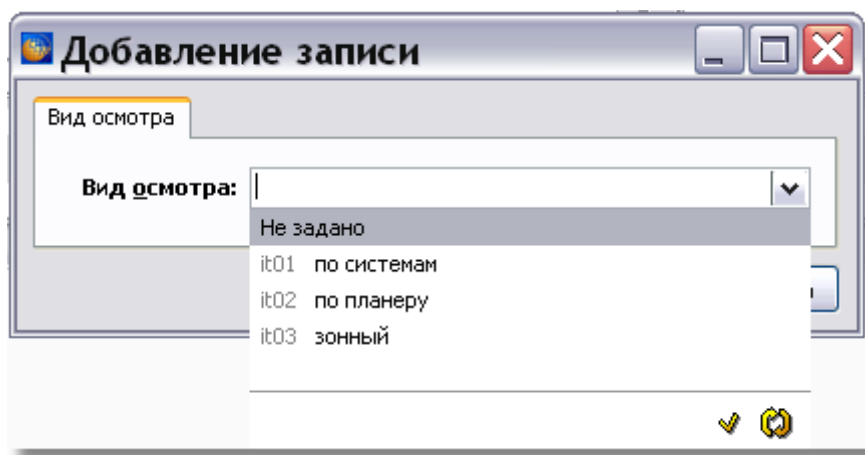 Добавление записи
Вид осмотра
Вид осмотра:
Не задано
it01 по системам
it02 по планеру
it03 зонный